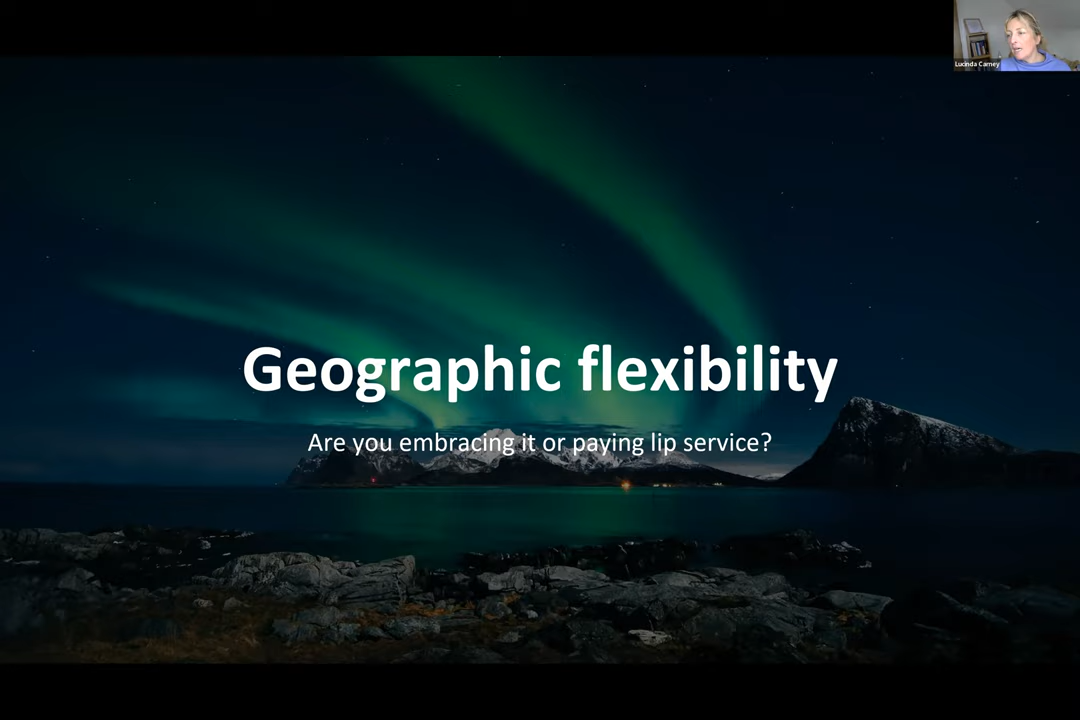 Lucinda Carney
Geographic flexibility
Are you embracing it or paying lip service?